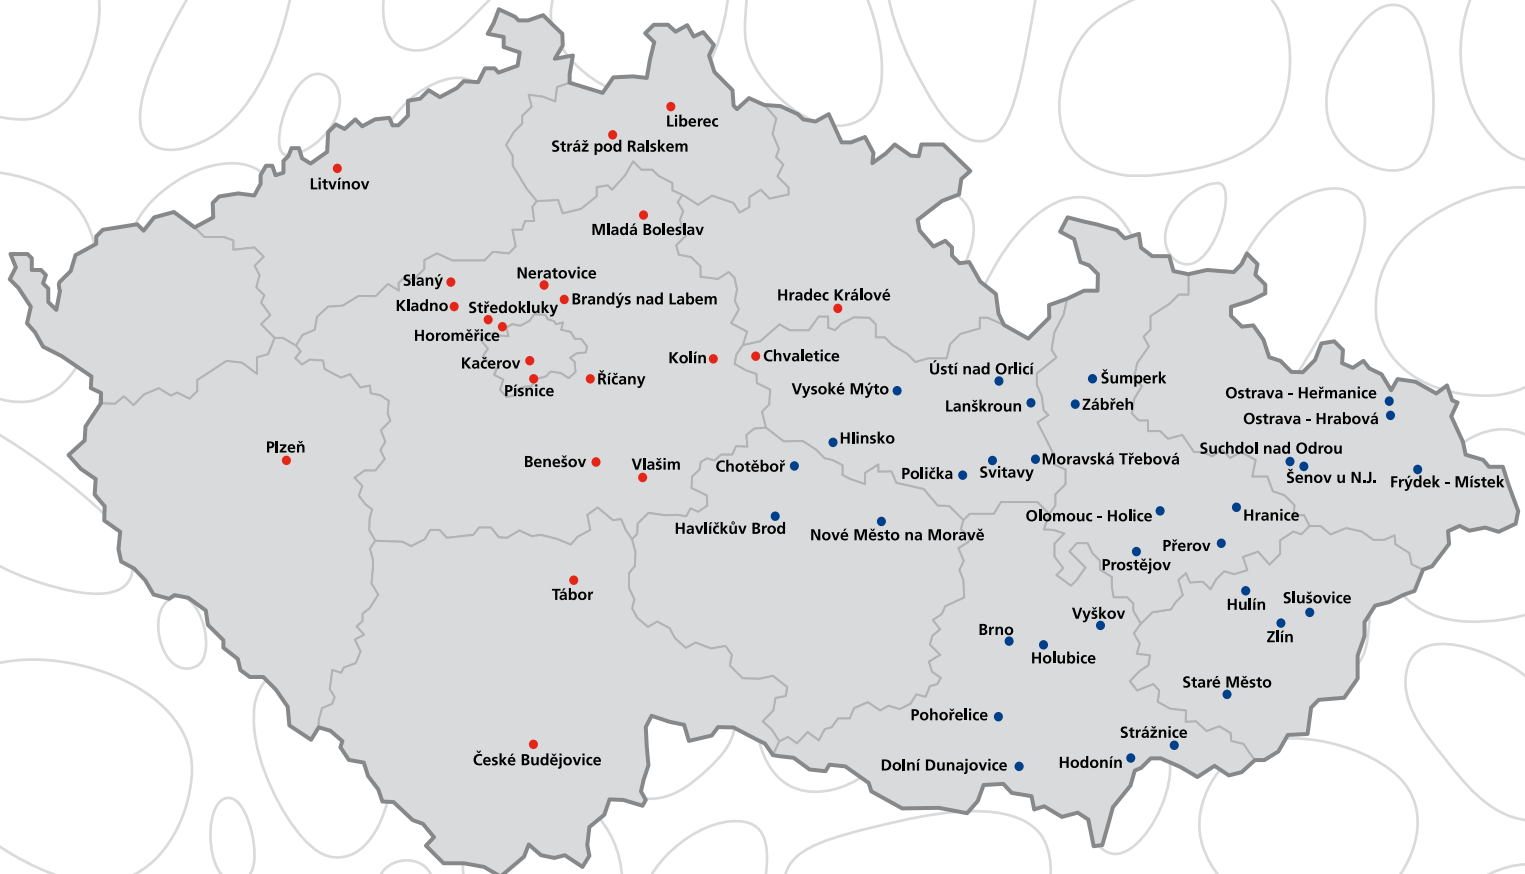 Liberec
Stráž pod Ralskem
Litvínov
Mladá Boleslav
Slaný
Neratovice
Kladno
Středokluky
Brandýs nad Labem
Hradec Králové
Horoměřice
Kačerov
Kolín
Chvaletice
Písnice
Říčany
Ústí nad Orlicí
Šumperk
Vysoké Mýto
Lanškroun
Zábřeh
Ostrava - Heřmanice
Ostrava - Hrabová
Plzeň
Hlinsko
Suchdol nad Odrou
Benešov
Vlašim
Chotěboř
Polička
Svitavy
Moravská Třebová
Šenov u N.J.
Frýdek - Místek
Havlíčkův Brod
Nové Město na Moravě
Olomouc - Holice
Hranice
Přerov
Prostějov
Tábor
Hulín
Slušovice
Vyškov
Brno
Zlín
Holubice
Staré Město
Pohořelice
Strážnice
České Budějovice
Dolní Dunajovice
Hodonín